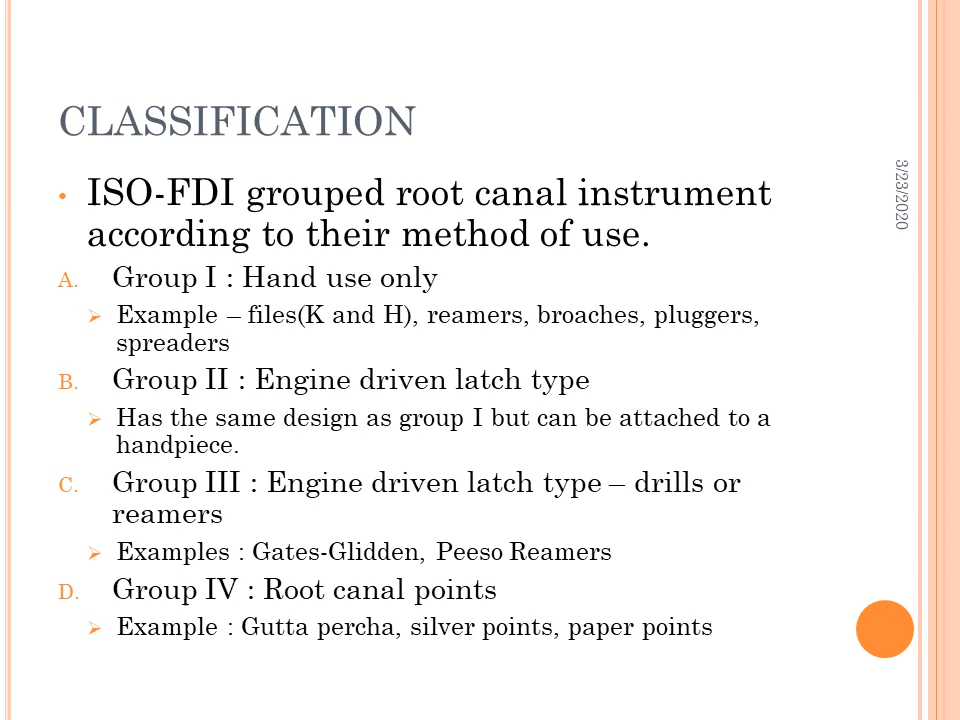 CLASSIFICATION
• ISO-FDI grouped root canal instrument
according to their method of use.
A. Group I : Hand use only
➢ Example – files(K and H), reamers, broaches, pluggers,
spreaders
B. Group II : Engine driven latch type
➢ Has the same design as group I but can be attached to a
handpiece.
C. Group III : Engine driven latch type – drills or
reamers
➢ Examples : Gates-Glidden, Peeso Reamers
D. Group IV : Root canal points
➢ Example : Gutta percha, silver points, paper points
3/23/2020